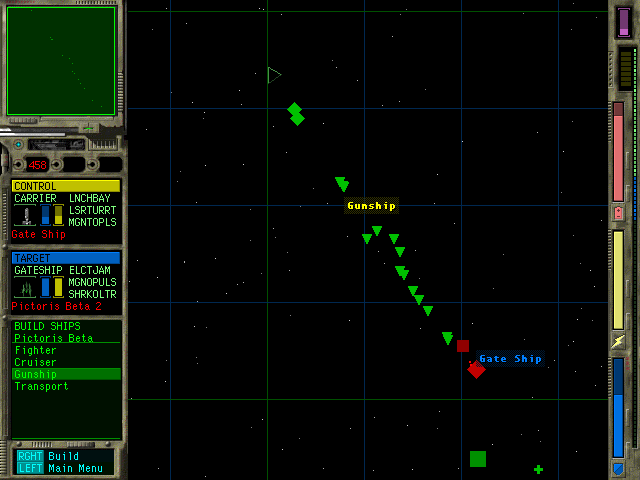 458
CONTROL
CARRIER LNCHBAY
LSRTURRT
MGNTOPLS
Gate Ship
TARGET
GATESHIP ELCTJAM
MGNOPULS
SHRKOLTR
Pictoris Beta 2
BUILD SHIPS
Pictoris Beta
Fighter
Cruiser
Gunship
Transport
RGHT Build
LEFT Main Menu
Gunship
Gate Ship